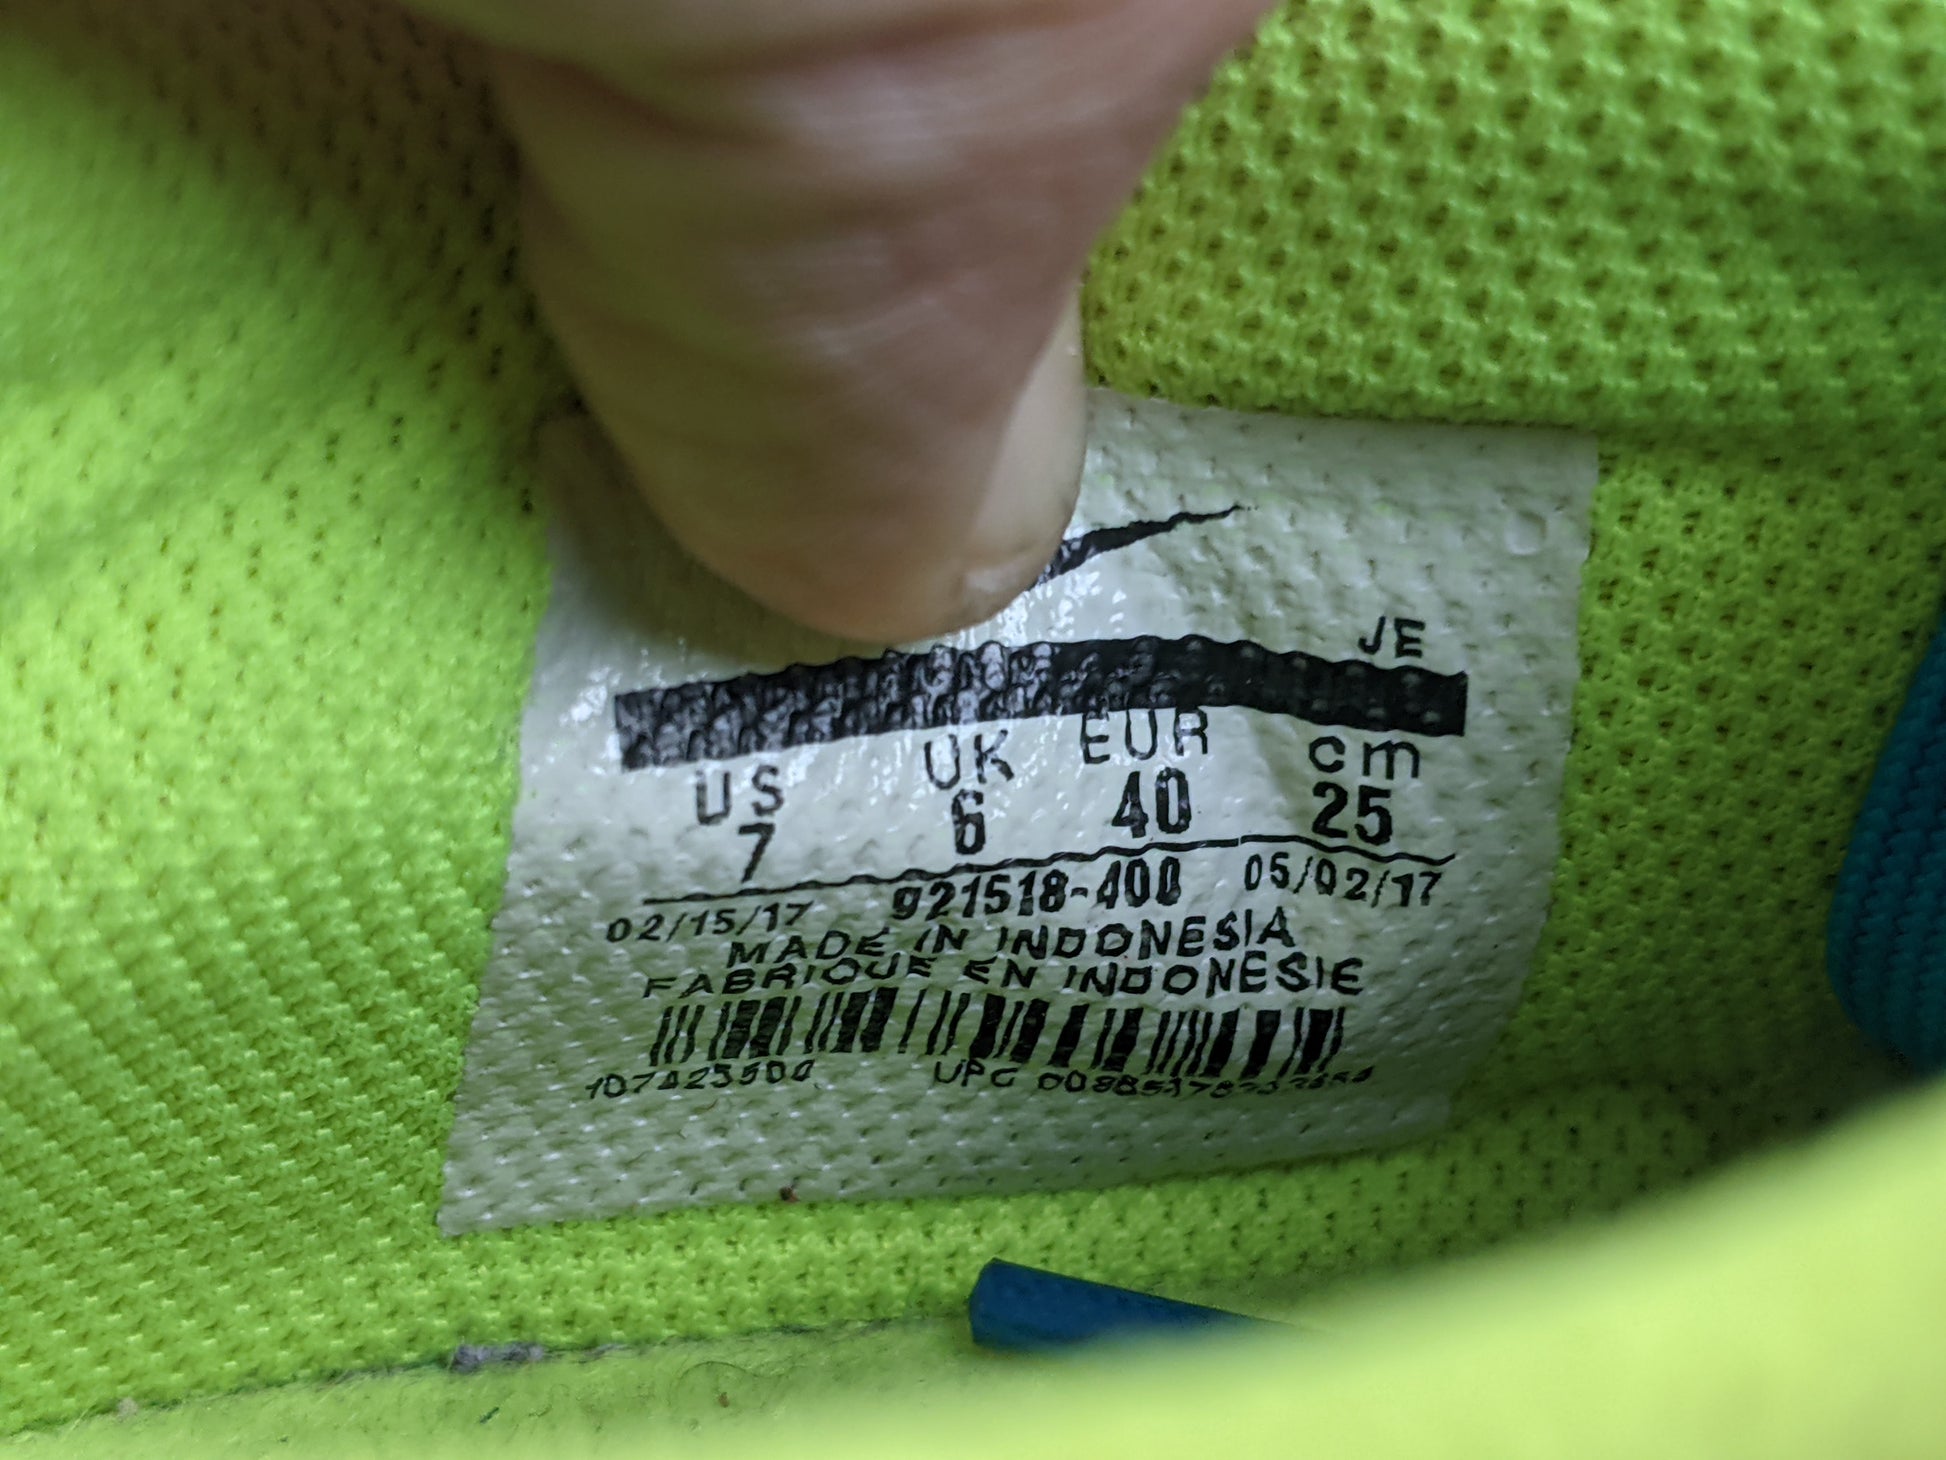 JE
US UK EUR cm
7 6 40 25
02/15/17 921518-400 05/02/17
MADE IN INDONESIA
FABRIQUE EN INDONESIE
UPC